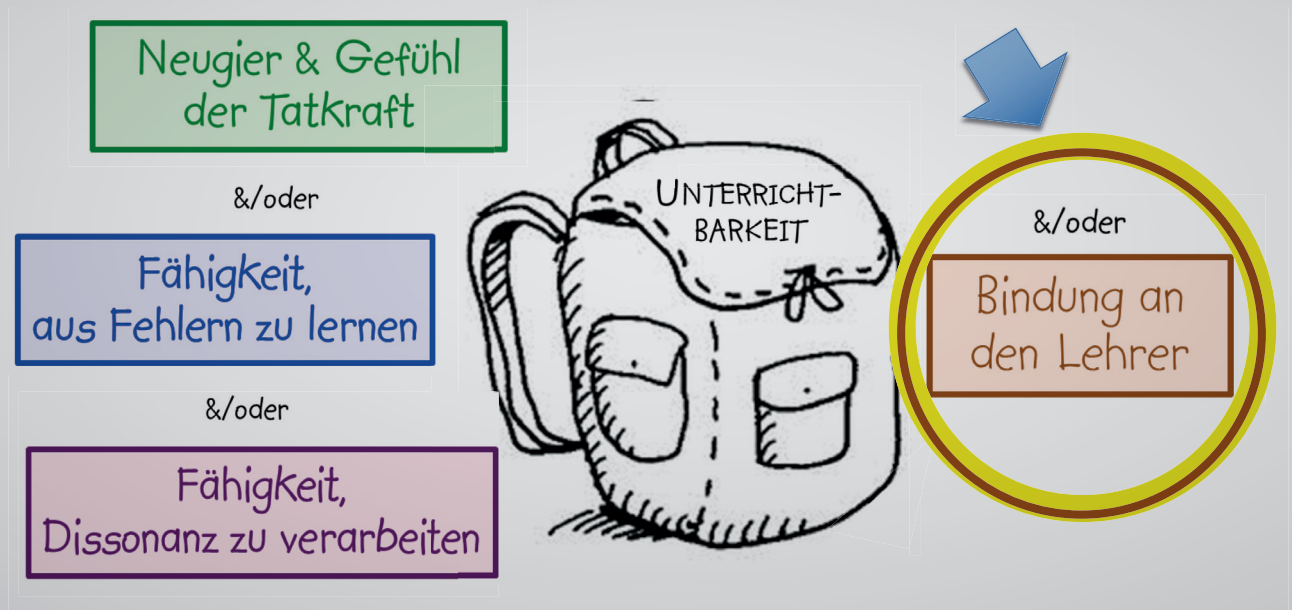 Neugier & Gefühl
der Tatkraft
&/oder
Fähigkeit,
aus Fehlern zu lernen
&/oder
Fähigkeit,
Dissonanz zu verarbeiten
UNTERRICHT-
BARKEIT
&/oder
Bindung an
den Lehrer